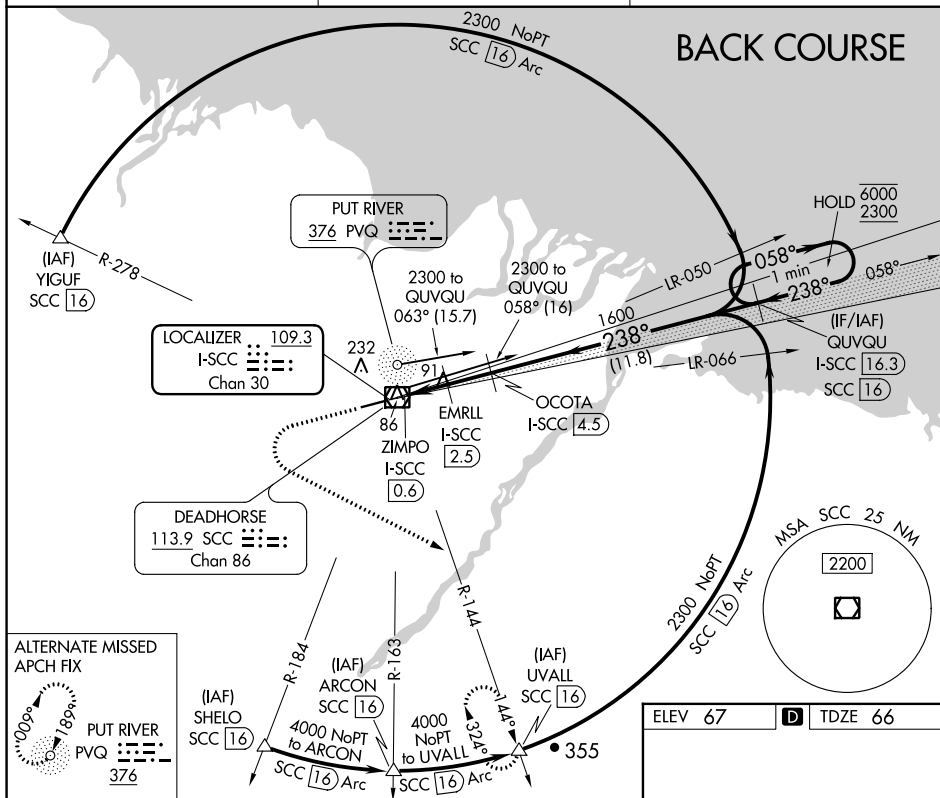 2300 NoPT
SCC 16 Arc
BACK COURSE
PUT RIVER
376 PVQ
HOLD 6000
2300
(IAF)
YIGUF
SCC 16
R-278
2300 to
QUVQU
063° (15.7)
2300 to
QUVQU
058° (16)
LR-050
058°
1 min
238°
058°
LOCALIZER 109.3
I-SCC
Chan 30
232
91
1600
238°
(11.8)
LR-066
(IF/IAF)
QUVQU
I-SCC 16.3
SCC 16
86
ZIMPO
I-SCC
0.6
EMRLL
I-SCC
2.5
OCOTA
I-SCC 4.5
DEADHORSE
113.9 SCC
Chan 86
MSA SCC 25 NM
2200
R-184
R-163
R-144
2300 NoPT
SCC 16 Arc
ALTERNATE MISSED
APCH FIX
009°
189°
PUT RIVER
PVQ
376
(IAF)
SHELO
SCC 16
(IAF)
ARCON
SCC 16
(IAF)
UVALL
SCC 16
4000 NoPT
to ARCON
SCC 16 Arc
4000
NoPT
to UVALL
SCC 16 Arc
144°
324°
355
ELEV 67 D TDZE 66